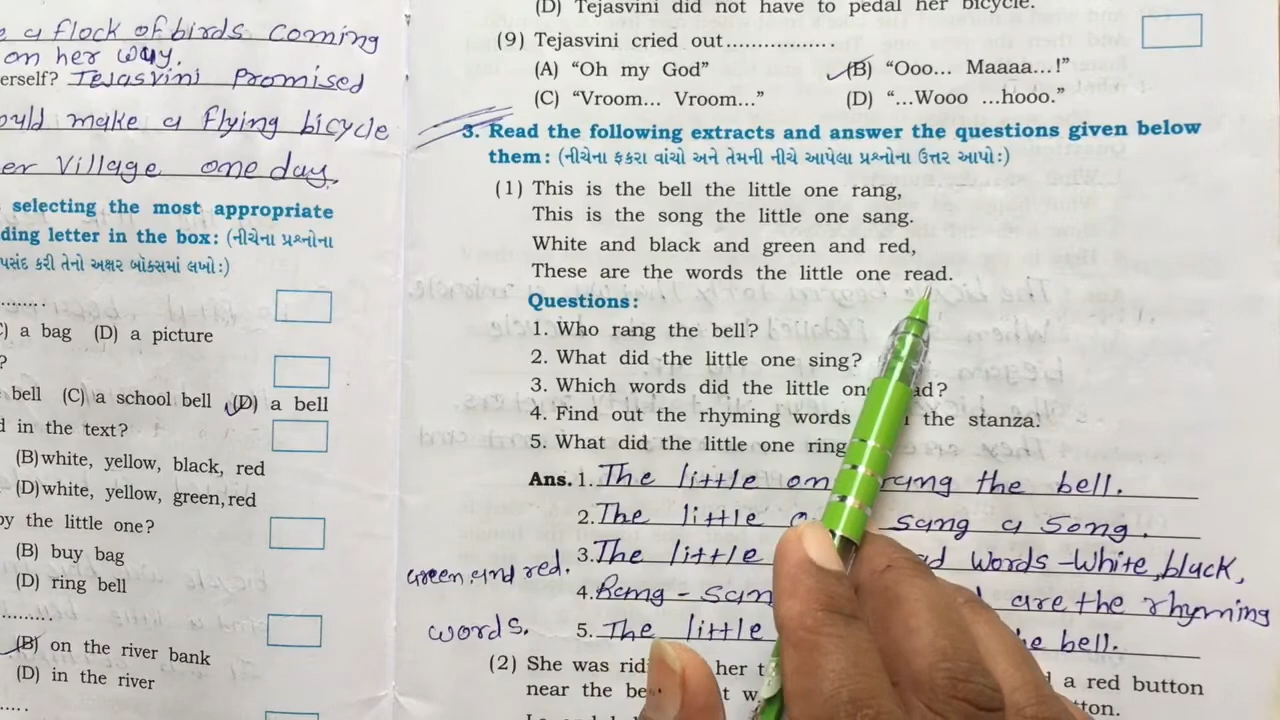 a flock of birds coming
on her way.
erself? Tejasvini Promised
ould make a flying bicycle
er village one day.
selecting the most appropriate
ding letter in the box: (નીચેના પ્રશ્નોના
પસંદ કરી તેનો અક્ષર બૉક્સમાં લખો:)
..........
C) a bag (D) a picture
?
bell (C) a school bell (D) a bell
d in the text?
(B) white, yellow, black, red
(D) white, yellow, green, red
by the little one?
(B) buy bag
(D) ring bell
..........
(B) on the river bank
(D) in the river
(D) Tejasvini did not have to pedal her bicycle.
(9) Tejasvini cried out.................
(A) “Oh my God” (B) “Ooo... Maaaa...!”
(C) “Vroom... Vroom...” (D) “...Wooo ...hooo.”
3. Read the following extracts and answer the questions given below
them: (નીચેના ફકરા વાંચો અને તેમની નીચે આપેલા પ્રશ્નોના ઉત્તર આપો:)
(1) This is the bell the little one rang,
This is the song the little one sang.
White and black and green and red,
These are the words the little one read.
Questions:
1. Who rang the bell?
2. What did the little one sing?
3. Which words did the little on ad?
4. Find out the rhyming words the stanza.
5. What did the little one ring
Ans. 1. The little on rang the bell.
2. The little sang a song.
3. The little d words - White, black,
green, and red.
4. Rang - san are the rhyming
words.
5. The little he bell.
(2) She was rid her t a red button
near the be t w tton.